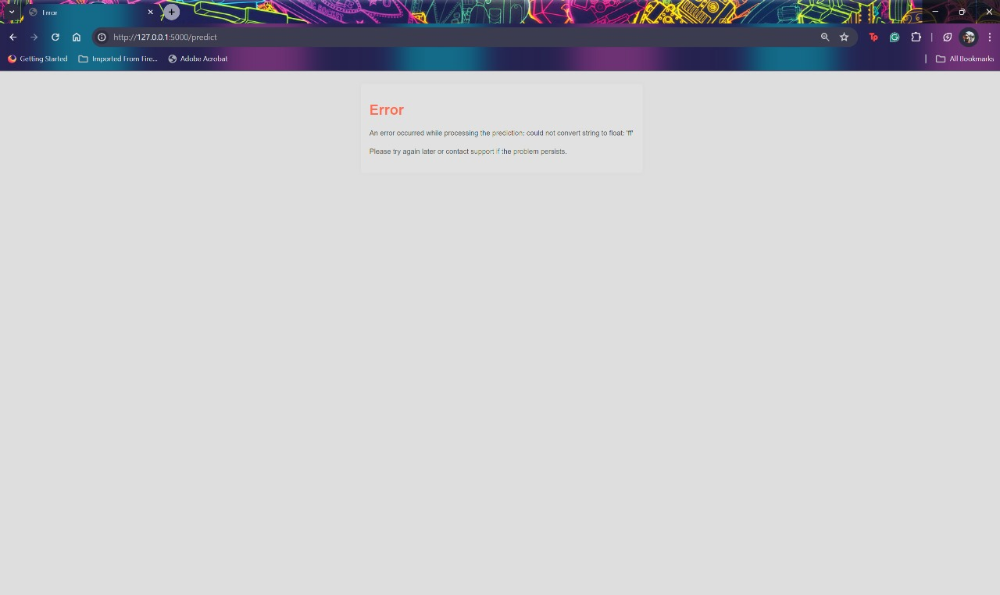 Error
http://127.0.0.1:5000/predict
Getting Started
Imported From Fire...
Adobe Acrobat
All Bookmarks
Error
An error occurred while processing the prediction: could not convert string to float: 'ff'
Please try again later or contact support if the problem persists.